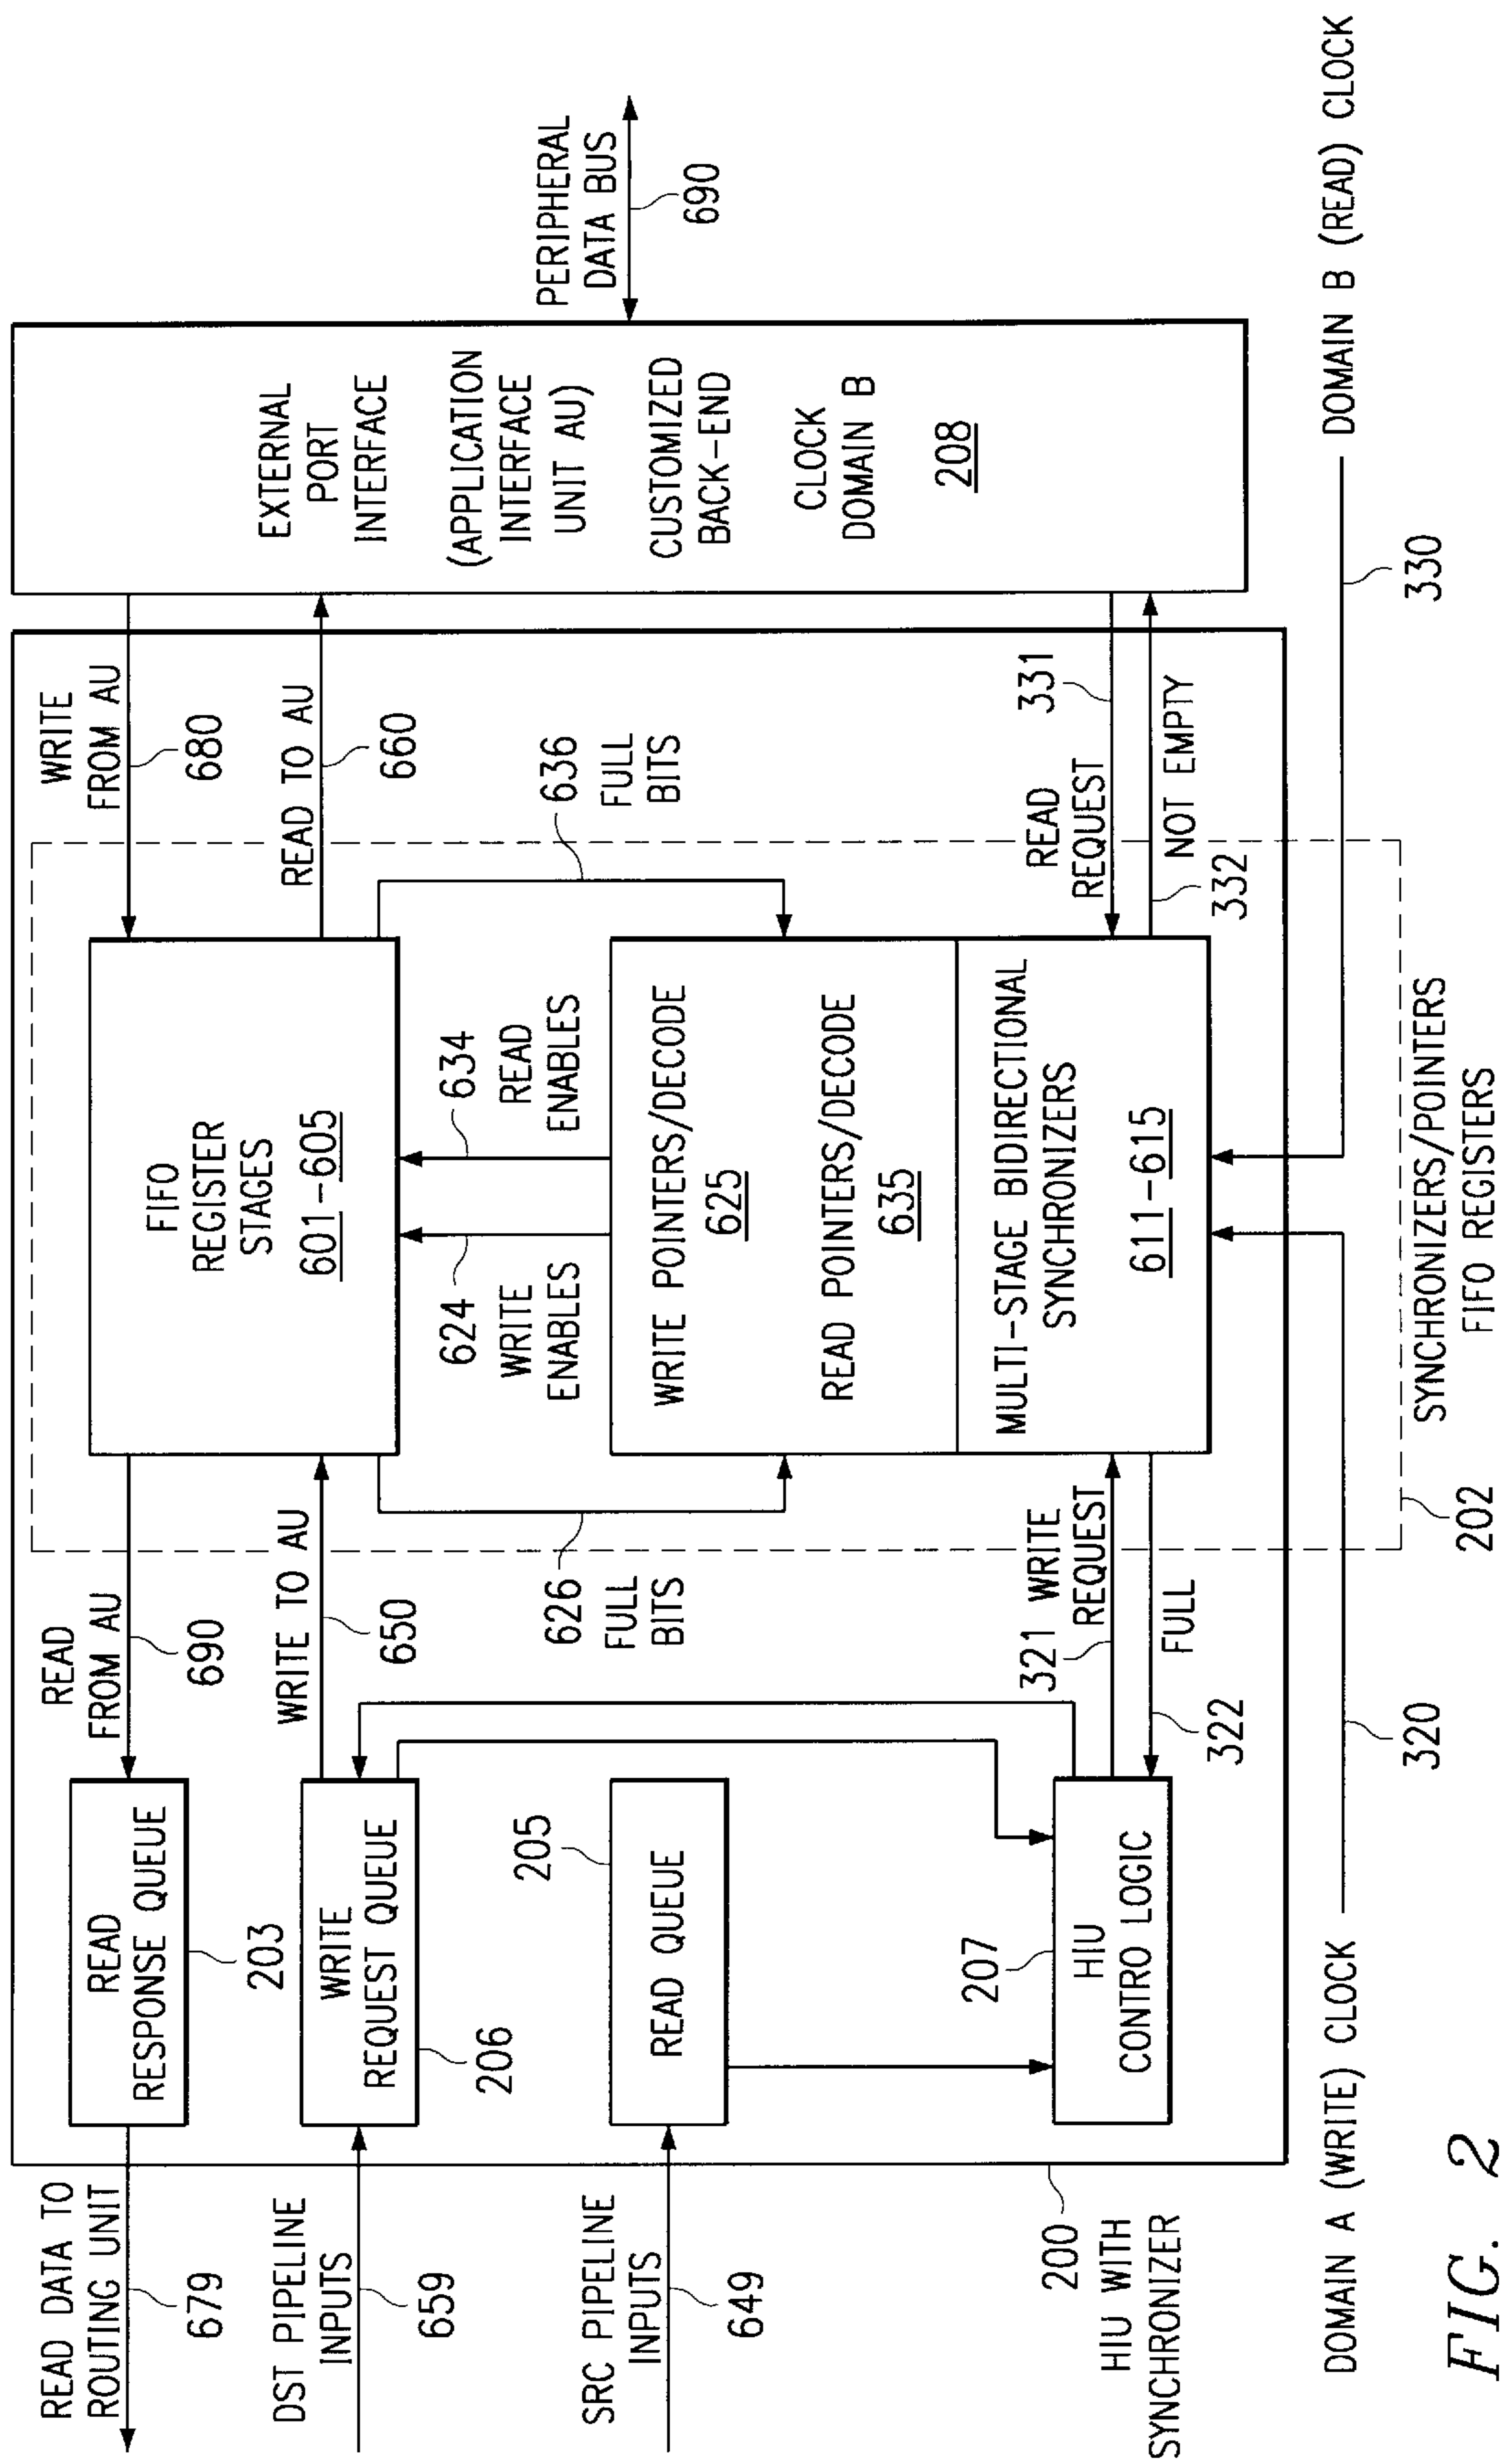 READ DATA TO
ROUTING UNIT
679
DST PIPELINE
INPUTS
659
SRC PIPELINE
INPUTS
649
200
HIU WITH
SYNCHRONIZER
READ
RESPONSE QUEUE
203
WRITE
REQUEST QUEUE
206
READ QUEUE
205
HIU
CONTRO LOGIC
207
READ
FROM AU
690
WRITE TO AU
650
626
FULL
BITS
321
WRITE
REQUEST
FULL
322
FIFO
REGISTER
STAGES
601-605
624
WRITE
ENABLES
634
READ
ENABLES
WRITE POINTERS/DECODE
625
READ POINTERS/DECODE
635
MULTI-STAGE BIDIRECTIONAL
SYNCHRONIZERS
611-615
202
SYNCHRONIZERS/POINTERS
FIFO REGISTERS
WRITE
FROM AU
680
READ TO AU
660
636
FULL
BITS
READ
REQUEST
331
NOT EMPTY
332
EXTERNAL
PORT
INTERFACE
(APPLICATION
INTERFACE
UNIT AU)
CUSTOMIZED
BACK-END
CLOCK
DOMAIN B
208
PERIPHERAL
DATA BUS
690
DOMAIN A (WRITE) CLOCK
320
330
DOMAIN B (READ) CLOCK
FIG. 2